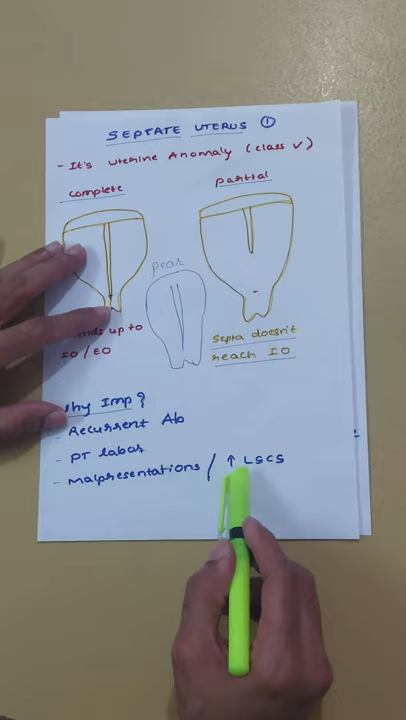 SEPTATE UTERUS ①
- It's uterine Anomaly (class V)
complete
partial
pear
ends up to
IO / EO
Septa doesn't
reach IO
hy Imp?
- Recurrent Ab
- PT labor
- Malpresentations / ↑ LSCS